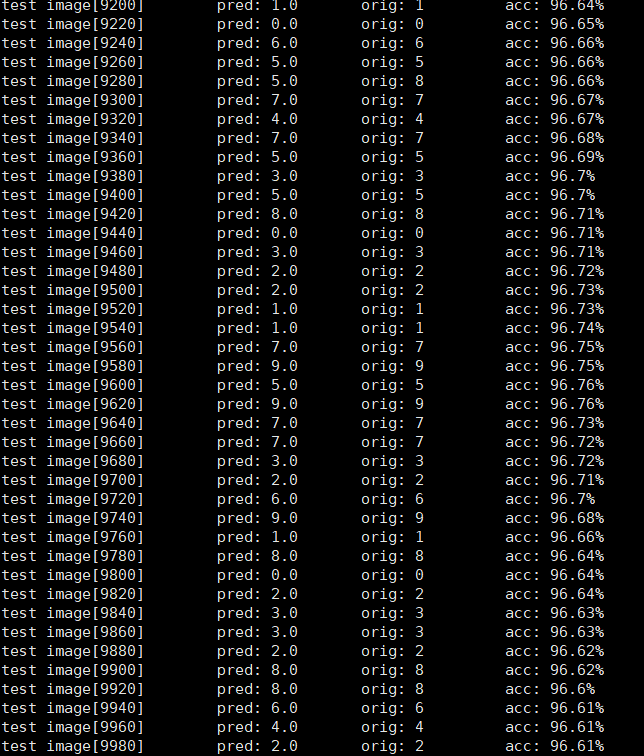 test image[9200] pred: 1.0 orig: 1 acc: 96.64%
test image[9220] pred: 0.0 orig: 0 acc: 96.65%
test image[9240] pred: 6.0 orig: 6 acc: 96.66%
test image[9260] pred: 5.0 orig: 5 acc: 96.66%
test image[9280] pred: 5.0 orig: 8 acc: 96.66%
test image[9300] pred: 7.0 orig: 7 acc: 96.67%
test image[9320] pred: 4.0 orig: 4 acc: 96.67%
test image[9340] pred: 7.0 orig: 7 acc: 96.68%
test image[9360] pred: 5.0 orig: 5 acc: 96.69%
test image[9380] pred: 3.0 orig: 3 acc: 96.7%
test image[9400] pred: 5.0 orig: 5 acc: 96.7%
test image[9420] pred: 8.0 orig: 8 acc: 96.71%
test image[9440] pred: 0.0 orig: 0 acc: 96.71%
test image[9460] pred: 3.0 orig: 3 acc: 96.71%
test image[9480] pred: 2.0 orig: 2 acc: 96.72%
test image[9500] pred: 2.0 orig: 2 acc: 96.73%
test image[9520] pred: 1.0 orig: 1 acc: 96.73%
test image[9540] pred: 1.0 orig: 1 acc: 96.74%
test image[9560] pred: 7.0 orig: 7 acc: 96.75%
test image[9580] pred: 9.0 orig: 9 acc: 96.75%
test image[9600] pred: 5.0 orig: 5 acc: 96.76%
test image[9620] pred: 9.0 orig: 9 acc: 96.76%
test image[9640] pred: 7.0 orig: 7 acc: 96.73%
test image[9660] pred: 7.0 orig: 7 acc: 96.72%
test image[9680] pred: 3.0 orig: 3 acc: 96.72%
test image[9700] pred: 2.0 orig: 2 acc: 96.71%
test image[9720] pred: 6.0 orig: 6 acc: 96.7%
test image[9740] pred: 9.0 orig: 9 acc: 96.68%
test image[9760] pred: 1.0 orig: 1 acc: 96.66%
test image[9780] pred: 8.0 orig: 8 acc: 96.64%
test image[9800] pred: 0.0 orig: 0 acc: 96.64%
test image[9820] pred: 2.0 orig: 2 acc: 96.64%
test image[9840] pred: 3.0 orig: 3 acc: 96.63%
test image[9860] pred: 3.0 orig: 3 acc: 96.63%
test image[9880] pred: 2.0 orig: 2 acc: 96.62%
test image[9900] pred: 8.0 orig: 8 acc: 96.62%
test image[9920] pred: 8.0 orig: 8 acc: 96.6%
test image[9940] pred: 6.0 orig: 6 acc: 96.61%
test image[9960] pred: 4.0 orig: 4 acc: 96.61%
test image[9980] pred: 2.0 orig: 2 acc: 96.61%